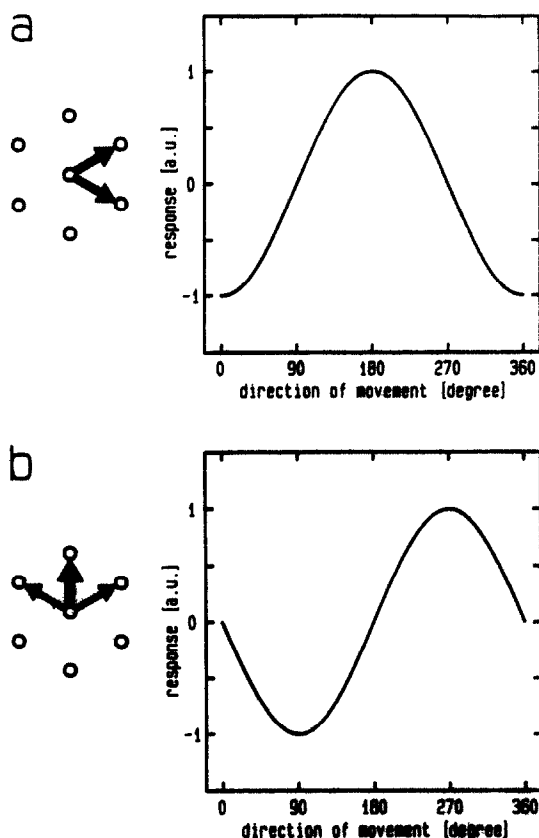 a
1
0
-1
response [a.u.]
0 90 180 270 360
direction of movement [degree]
b
1
0
-1
response [a.u.]
0 90 180 270 360
direction of movement [degree]